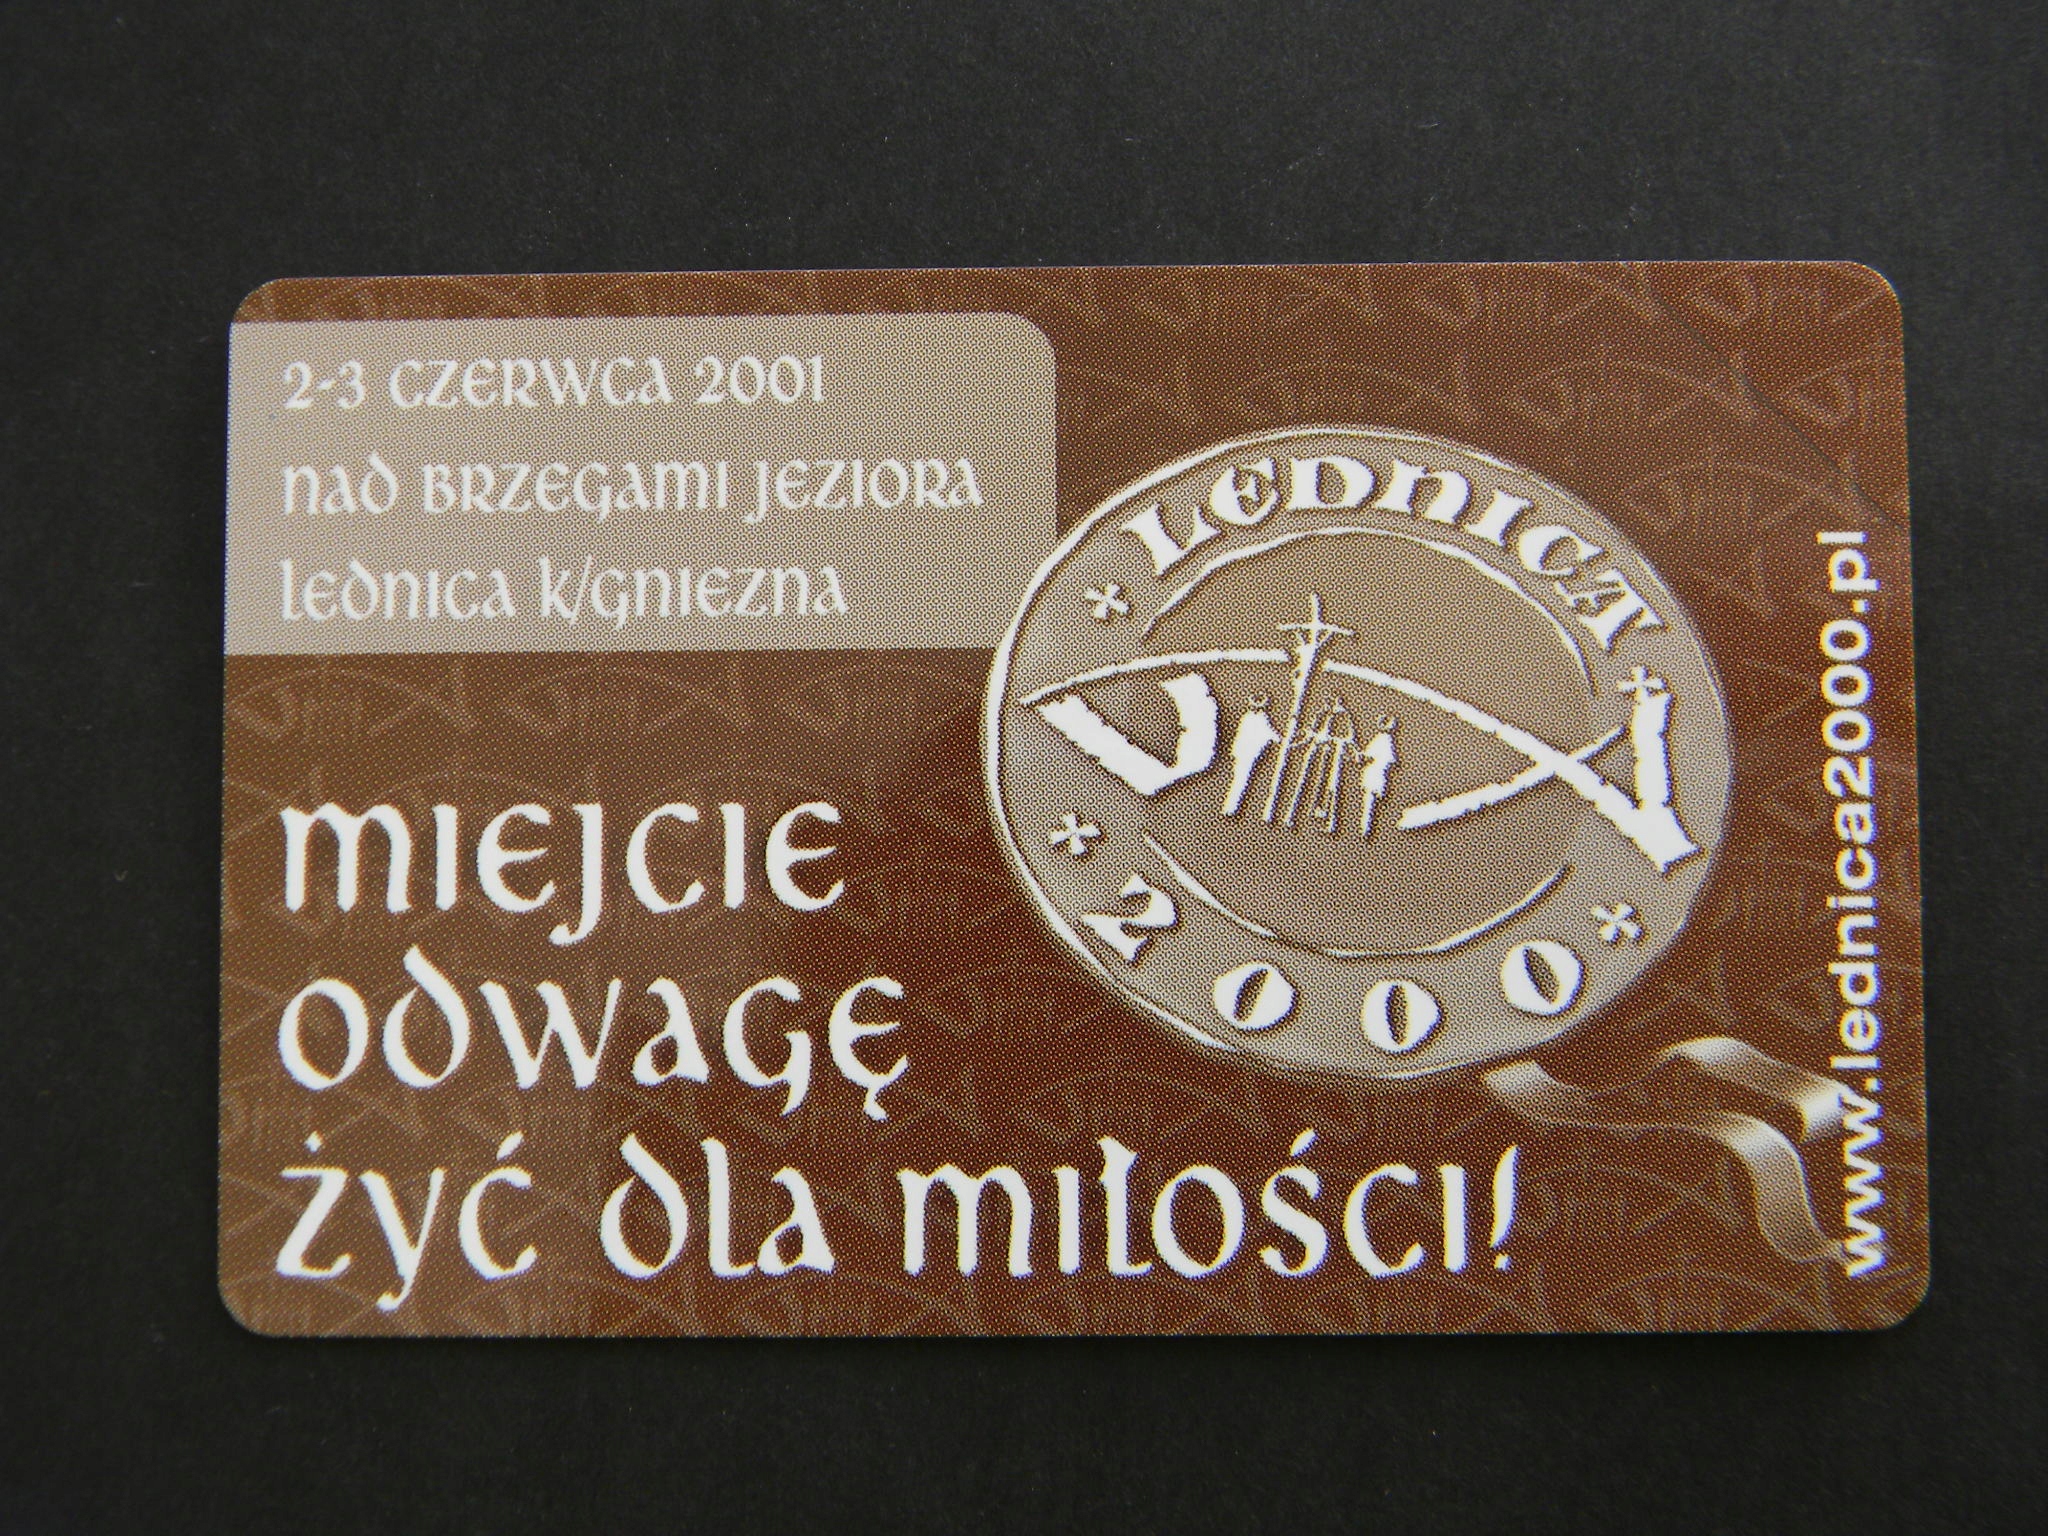 2-3 CZERWCA 2001
NAD BRZEGAMI JEZIORA
LEDNICA K/GNIEZNA
LEDNICA
2000
MIEJCIE
ODWAGĘ
ŻYĆ DLA MIŁOŚCI!
www.lednica2000.pl